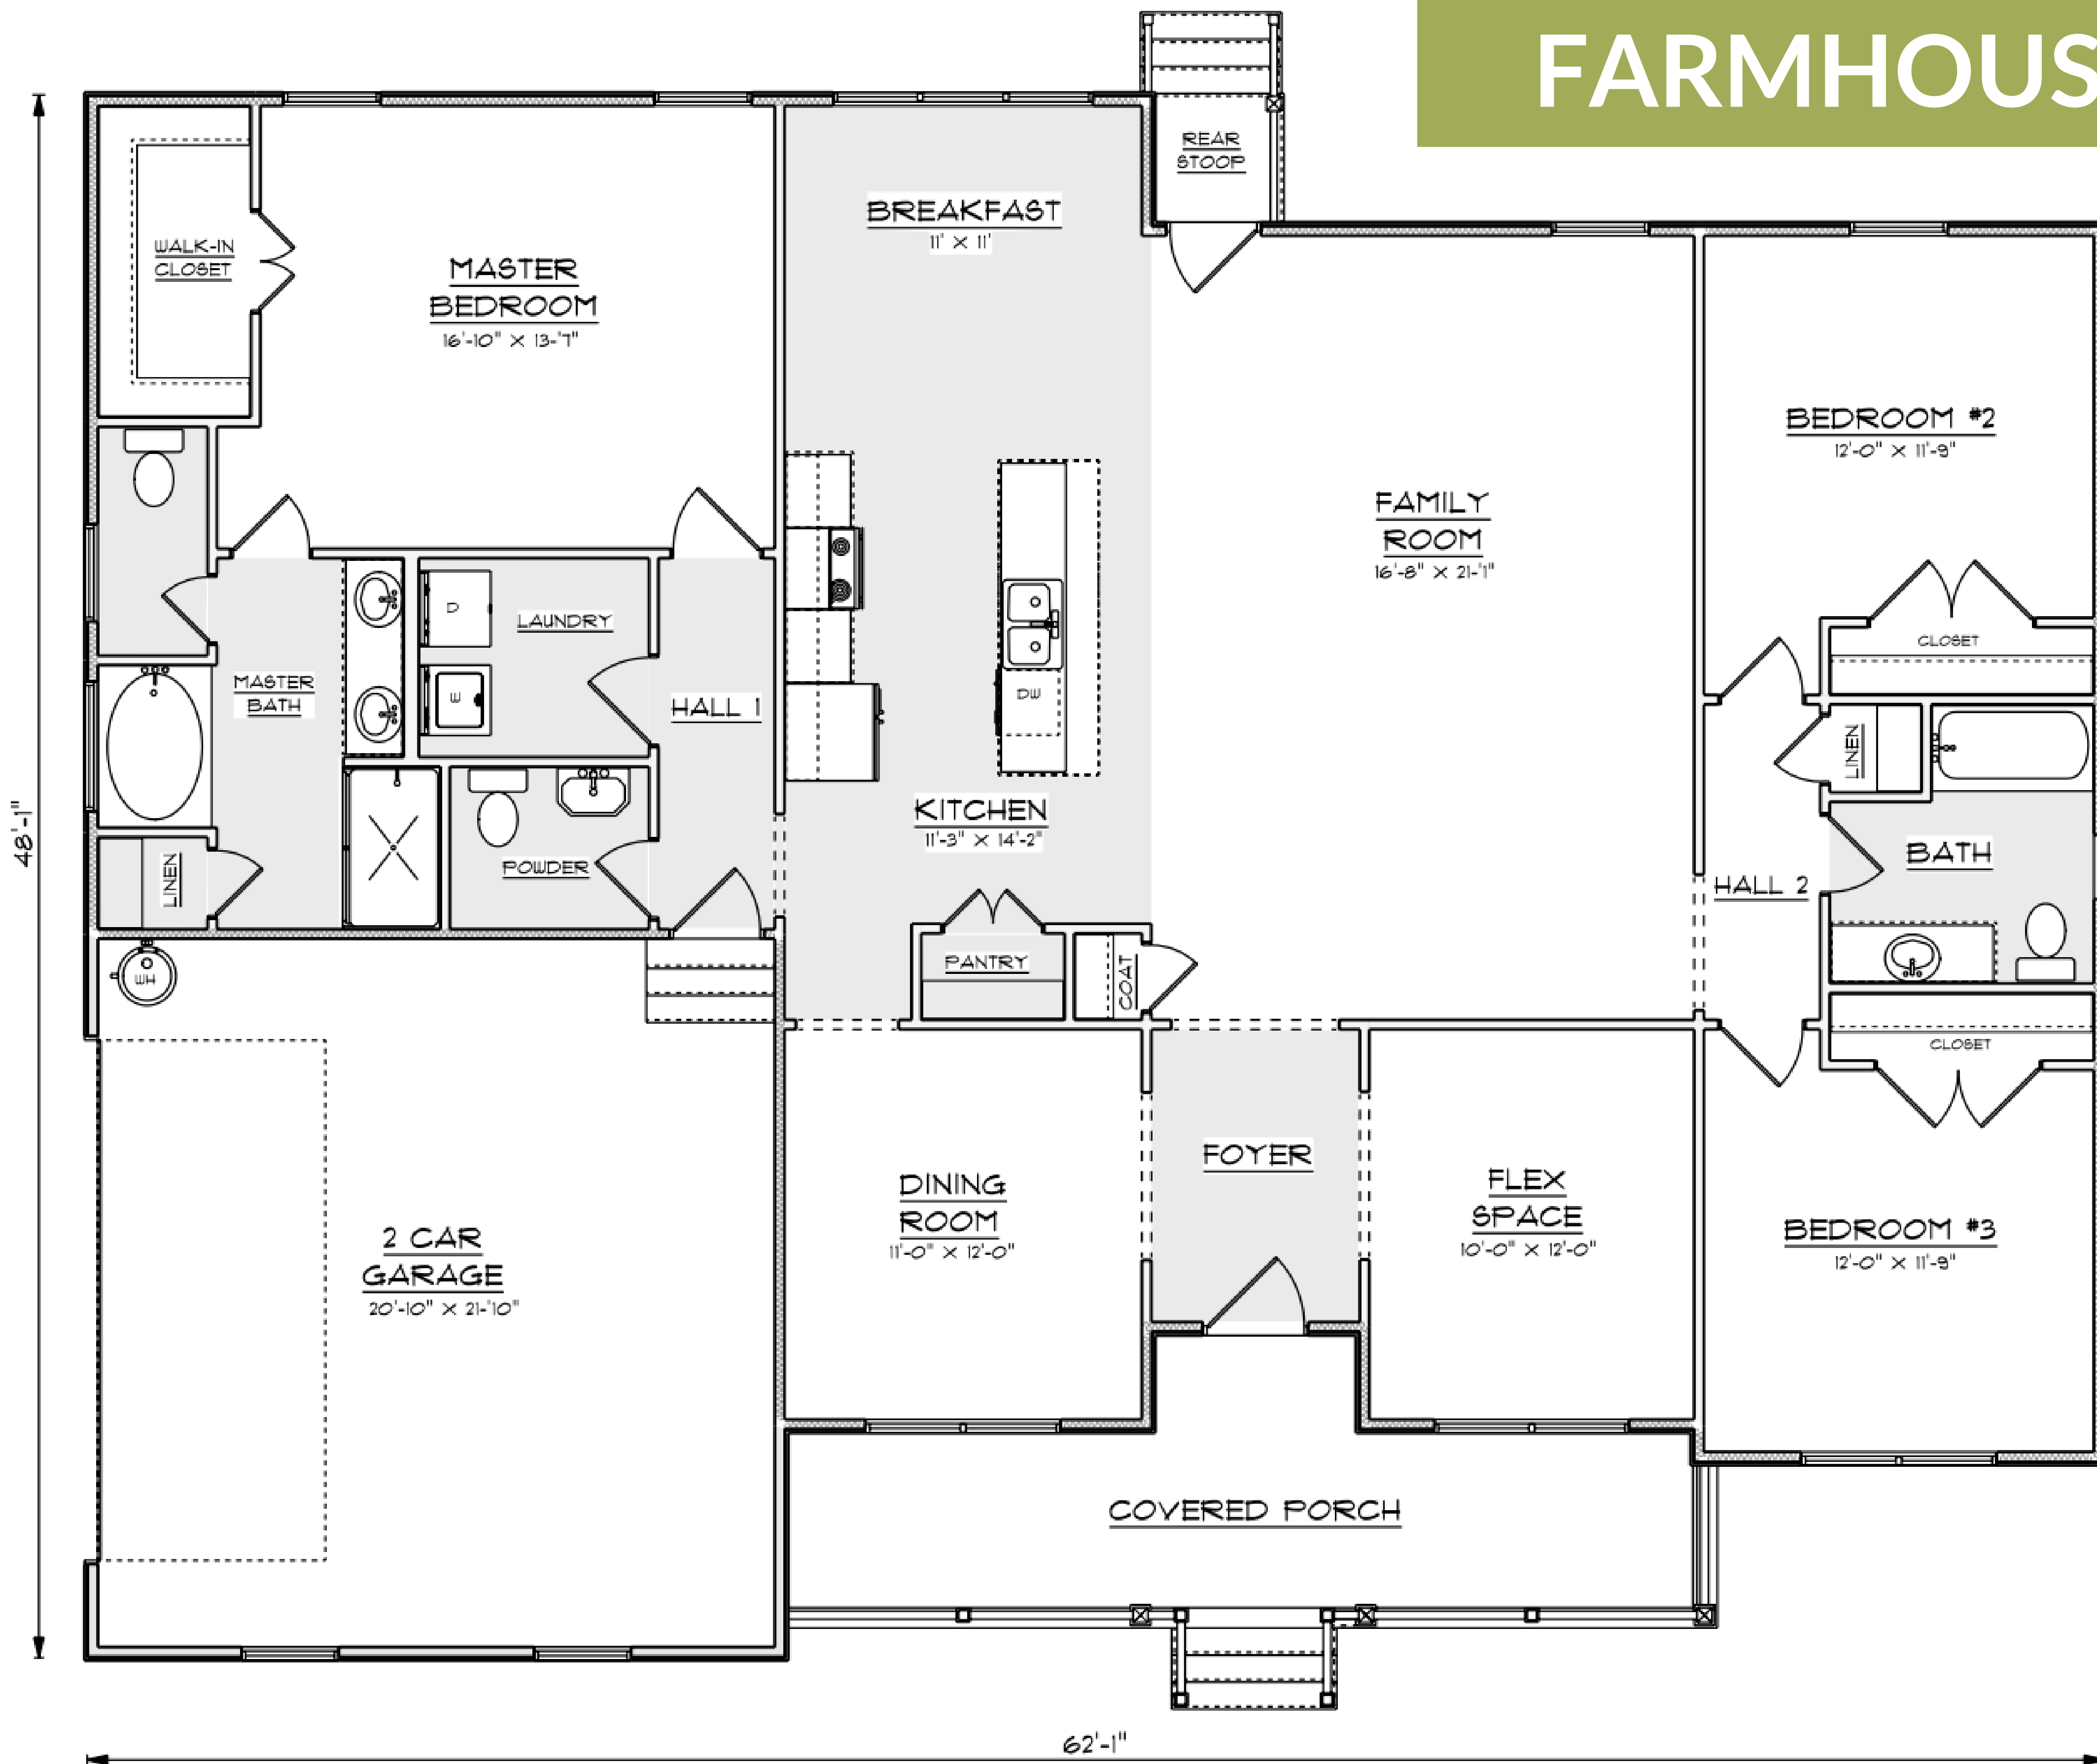 FARMHOUS
REAR
STOOP
BREAKFAST
11' X 11'
WALK-IN
CLOSET
MASTER
BEDROOM
16'-10" X 13-'7"
BEDROOM #2
12'-0" X 11'-9"
FAMILY
ROOM
16'-8" X 21-'1"
D
LAUNDRY
CLOSET
MASTER
BATH
W
HALL 1
DW
LINEN
KITCHEN
11'-3" X 14'-2"
48'-1"
LINEN
POWDER
BATH
HALL 2
WH
PANTRY
COAT
CLOSET
FOYER
DINING
ROOM
11'-0" X 12'-0"
FLEX
SPACE
10'-0" X 12'-0"
2 CAR
GARAGE
20'-10" X 21-'10"
BEDROOM #3
12'-0" X 11'-9"
COVERED PORCH
62'-1"